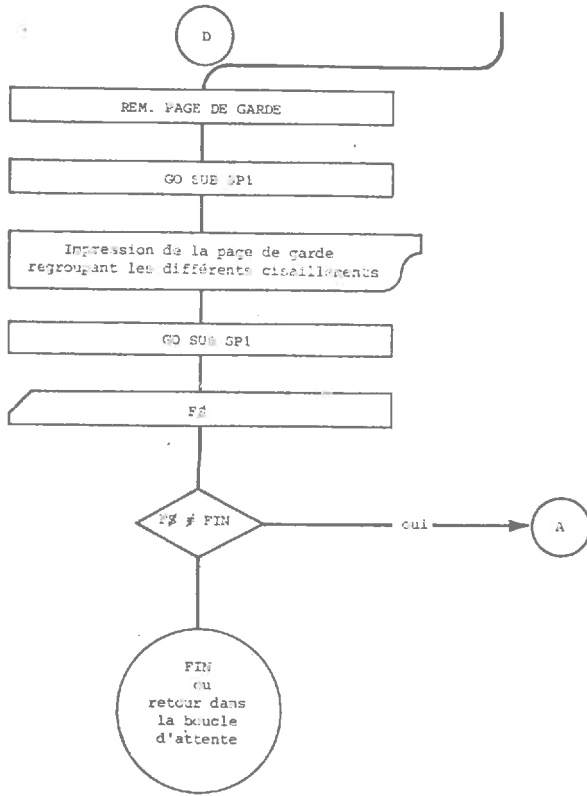 D
REM. PAGE DE GARDE
GO SUB SP1
Impression de la page de garde
regroupant les différents cisaillements
GO SUB SP1
F$
F$ ≠ FIN
oui
A
FIN
ou
retour dans
la boucle
d'attente